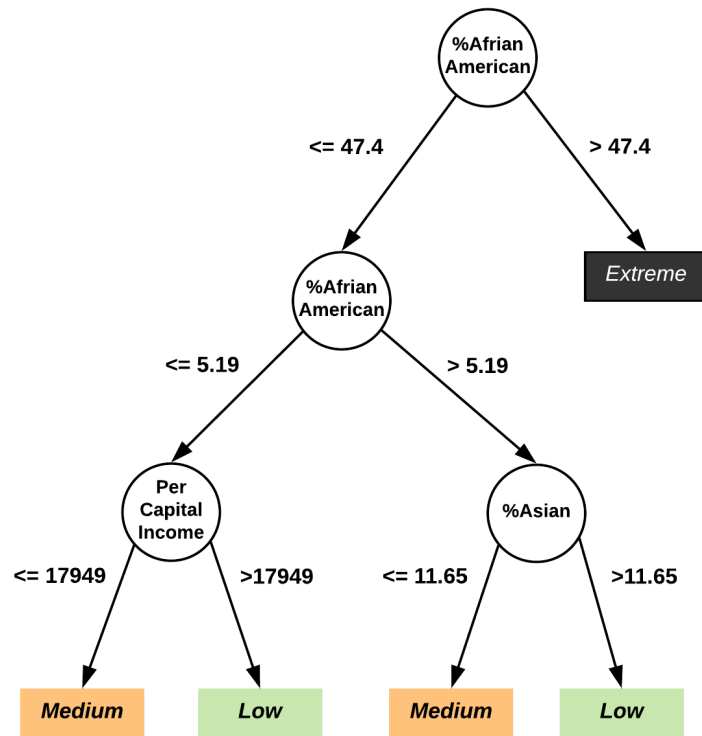 %Afrian
American
<= 47.4
> 47.4
%Afrian
American
Extreme
<= 5.19
> 5.19
Per
Capital
Income
%Asian
<= 17949
>17949
<= 11.65
>11.65
Medium
Low
Medium
Low